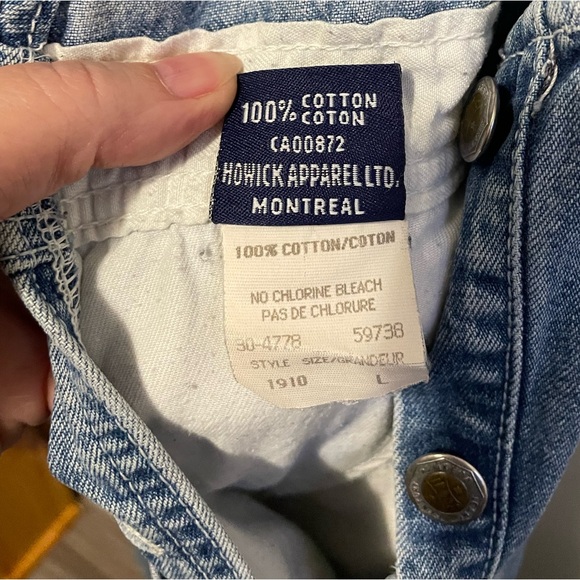 100% COTTON
COTON
CA00872
HOWICK APPAREL LTD.
MONTREAL
100% COTTON/COTON
NO CHLORINE BLEACH
PAS DE CHLORURE
30-4778 59738
STYLE SIZE/GRANDEUR
1910 L